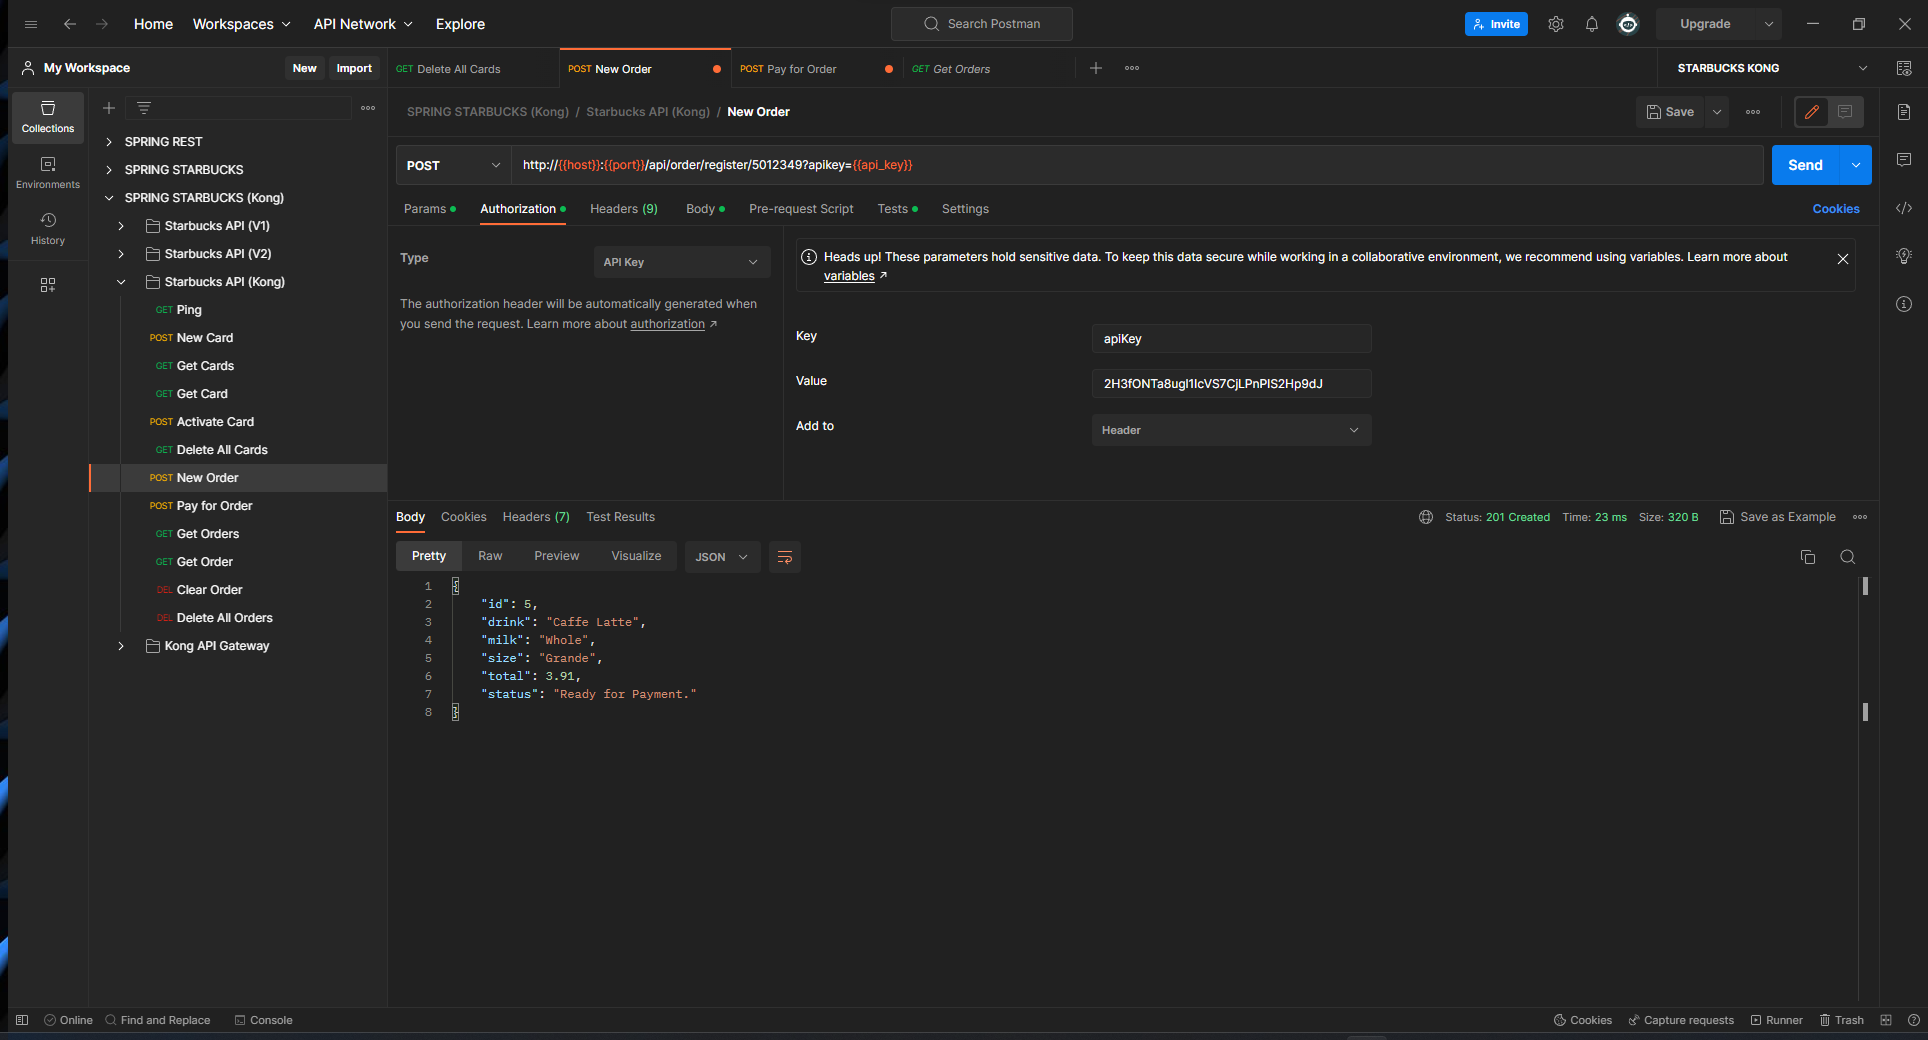 Home Workspaces API Network Explore Search Postman Invite Upgrade
My Workspace New Import GET Delete All Cards POST New Order POST Pay for Order GET Get Orders STARBUCKS KONG
Collections
Environments
History
SPRING REST
SPRING STARBUCKS
SPRING STARBUCKS (Kong)
Starbucks API (V1)
Starbucks API (V2)
Starbucks API (Kong)
GET Ping
POST New Card
GET Get Cards
GET Get Card
POST Activate Card
GET Delete All Cards
POST New Order
POST Pay for Order
GET Get Orders
GET Get Order
DEL Clear Order
DEL Delete All Orders
Kong API Gateway
SPRING STARBUCKS (Kong) / Starbucks API (Kong) / New Order Save
POST http://{{host}}:{{port}}/api/order/register/5012349?apikey={{api_key}} Send
Params Authorization Headers (9) Body Pre-request Script Tests Settings Cookies
Type API Key
The authorization header will be automatically generated when
you send the request. Learn more about authorization ↗
Heads up! These parameters hold sensitive data. To keep this data secure while working in a collaborative environment, we recommend using variables. Learn more about
variables ↗
Key apiKey
Value 2H3fONTa8ugI1IcVS7CjLPnPIS2Hp9dJ
Add to Header
Body Cookies Headers (7) Test Results Status: 201 Created Time: 23 ms Size: 320 B Save as Example
Pretty Raw Preview Visualize JSON
1 {
2 "id": 5,
3 "drink": "Caffe Latte",
4 "milk": "Whole",
5 "size": "Grande",
6 "total": 3.91,
7 "status": "Ready for Payment."
8 }
Online Find and Replace Console Cookies Capture requests Runner Trash